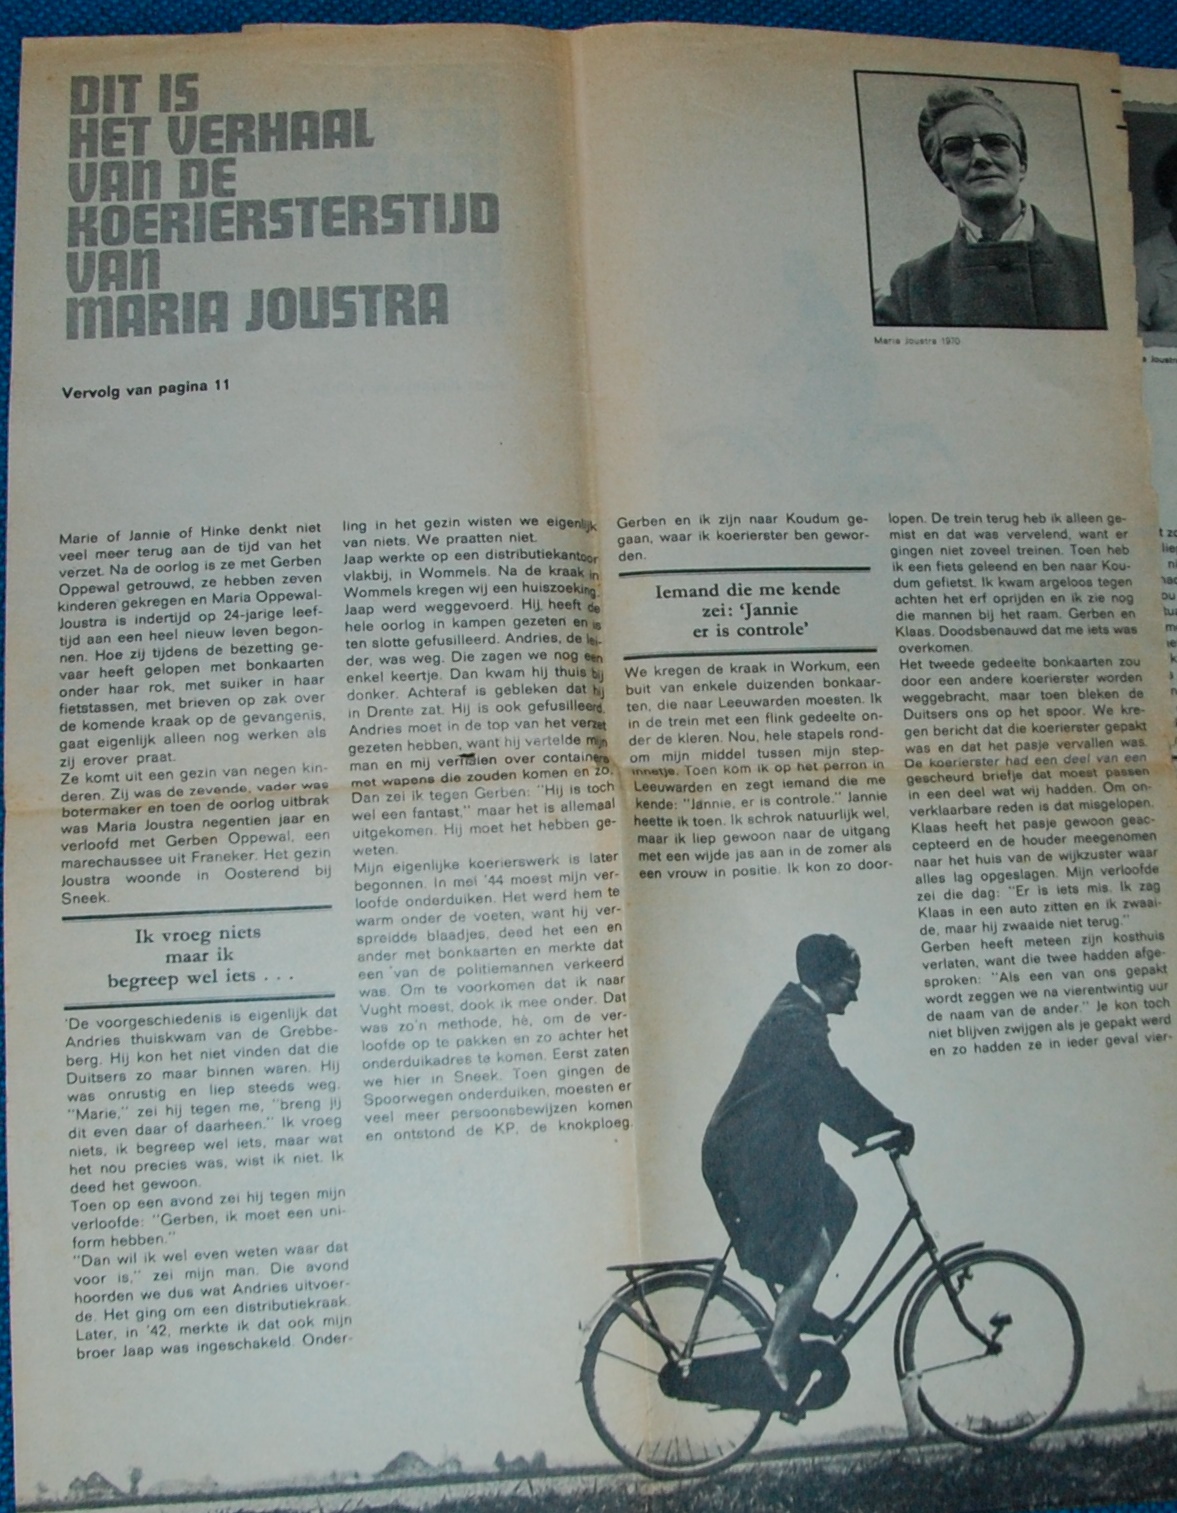 DIT IS
HET VERHAAL
VAN DE
KOERIERSTERSTIJD
VAN
MARIA JOUSTRA
Maria Joustra 1970
Vervolg van pagina 11
Marie of Jannie of Hinke denkt niet
veel meer terug aan de tijd van het
verzet. Na de oorlog is ze met Gerben
Oppewal getrouwd, ze hebben zeven
kinderen gekregen en Maria Oppewal-
Joustra is indertijd op 24-jarige leef-
tijd aan een heel nieuw leven begon-
nen. Hoe zij tijdens de bezetting ge-
vaar heeft gelopen met bonkaarten
onder haar rok, met suiker in haar
fietstassen, met brieven op zak over
de komende kraak op de gevangenis,
gaat eigenlijk alleen nog werken als
zij erover praat.
Ze komt uit een gezin van negen kin-
deren. Zij was de zevende, vader was
botermaker en toen de oorlog uitbrak
was Maria Joustra negentien jaar en
verloofd met Gerben Oppewal, een
marechaussee uit Franeker. Het gezin
Joustra woonde in Oosterend bij
Sneek.
Ik vroeg niets
maar ik
begreep wel iets . . .
'De voorgeschiedenis is eigenlijk dat
Andries thuiskwam van de Grebbe-
berg. Hij kon het niet vinden dat die
Duitsers zo maar binnen waren. Hij
was onrustig en liep steeds weg.
"Marie," zei hij tegen me, "breng jij
dit even daar of daarheen." Ik vroeg
niets, ik begreep wel iets, maar wat
het nou precies was, wist ik niet. Ik
deed het gewoon.
Toen op een avond zei hij tegen mijn
verloofde: "Gerben, ik moet een uni-
form hebben."
"Dan wil ik wel even weten waar dat
voor is," zei mijn man. Die avond
hoorden we dus wat Andries uitvoer-
de. Het ging om een distributiekraak.
Later, in '42, merkte ik dat ook mijn
broer Jaap was ingeschakeld. Onder-
ling in het gezin wisten we eigenlijk
van niets. We praatten niet.
Jaap werkte op een distributiekantoor
vlakbij, in Wommels. Na de kraak in
Wommels kregen wij een huiszoeking.
Jaap werd weggevoerd. Hij heeft de
hele oorlog in kampen gezeten en is
ten slotte gefusilleerd. Andries, de lei-
der, was weg. Die zagen we nog een
enkel keertje. Dan kwam hij thuis bij
donker. Achteraf is gebleken dat hij
in Drente zat. Hij is ook gefusilleerd.
Andries moet in de top van het verzet
gezeten hebben, want hij vertelde mijn
man en mij verhalen over containers
met wapens die zouden komen en zo.
Dan zei ik tegen Gerben: "Hij is toch
wel een fantast," maar het is allemaal
uitgekomen. Hij moet het hebben ge-
weten.
Mijn eigenlijke koerierswerk is later
begonnen. In mei '44 moest mijn ver-
loofde onderduiken. Het werd hem te
warm onder de voeten, want hij ver-
spreidde blaadjes, deed het een en
ander met bonkaarten en merkte dat
een van de politiemannen verkeerd
was. Om te voorkomen dat ik naar
Vught moest, dook ik mee onder. Dat
was zo'n methode, hè, om de ver-
loofde op te pakken en zo achter het
onderduikadres te komen. Eerst zaten
we hier in Sneek. Toen gingen de
Spoorwegen onderduiken, moesten er
veel meer persoonsbewijzen komen
en ontstond de KP, de knokploeg.
Gerben en ik zijn naar Koudum ge-
gaan, waar ik koerierster ben gewor-
den.
Iemand die me kende
zei: 'Jannie
er is controle'
We kregen de kraak in Workum, een
buit van enkele duizenden bonkaar-
ten, die naar Leeuwarden moesten. Ik
in de trein met een flink gedeelte on-
der de kleren. Nou, hele stapels rond-
om mijn middel tussen mijn step-
innetje. Toen kom ik op het perron in
Leeuwarden en zegt iemand die me
kende: "Jannie, er is controle." Jannie
heette ik toen. Ik schrok natuurlijk wel,
maar ik liep gewoon naar de uitgang
met een wijde jas aan in de zomer als
een vrouw in positie. Ik kon zo door-
lopen. De trein terug heb ik alleen ge-
mist en dat was vervelend, want er
gingen niet zoveel treinen. Toen heb
ik een fiets geleend en ben naar Kou-
dum gefietst. Ik kwam argeloos tegen
achten het erf oprijden en ik zie nog
die mannen bij het raam. Gerben en
Klaas. Doodsbenauwd dat me iets was
overkomen.
Het tweede gedeelte bonkaarten zou
door een andere koerierster worden
weggebracht, maar toen bleken de
Duitsers ons op het spoor. We kre-
gen bericht dat die koerierster gepakt
was en dat het pasje vervallen was.
De koerierster had een deel van een
gescheurd briefje dat moest passen
in een deel wat wij hadden. Om on-
verklaarbare reden is dat misgelopen.
Klaas heeft het pasje gewoon geac-
cepteerd en de houder meegenomen
naar het huis van de wijkzuster waar
alles lag opgeslagen. Mijn verloofde
zei die dag: "Er is iets mis. Ik zag
Klaas in een auto zitten en ik zwaai-
de, maar hij zwaaide niet terug."
Gerben heeft meteen zijn kosthuis
verlaten, want die twee hadden afge-
sproken: "Als een van ons gepakt
wordt zeggen we na vierentwintig uur
de naam van de ander." Je kon toch
niet blijven zwijgen als je gepakt werd
en zo hadden ze in ieder geval vier-